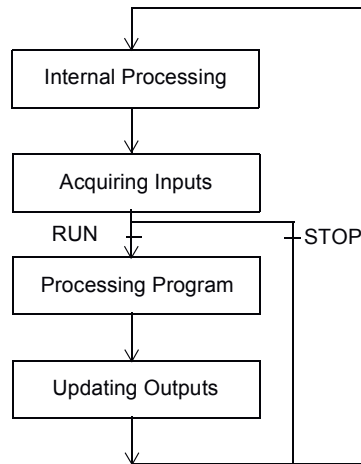 Internal Processing
Acquiring Inputs
RUN
STOP
Processing Program
Updating Outputs